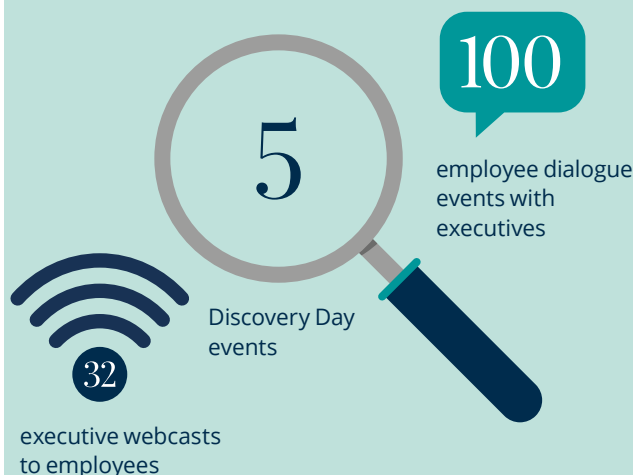 100
employee dialogue
events with
executives
5
Discovery Day
events
32
executive webcasts
to employees